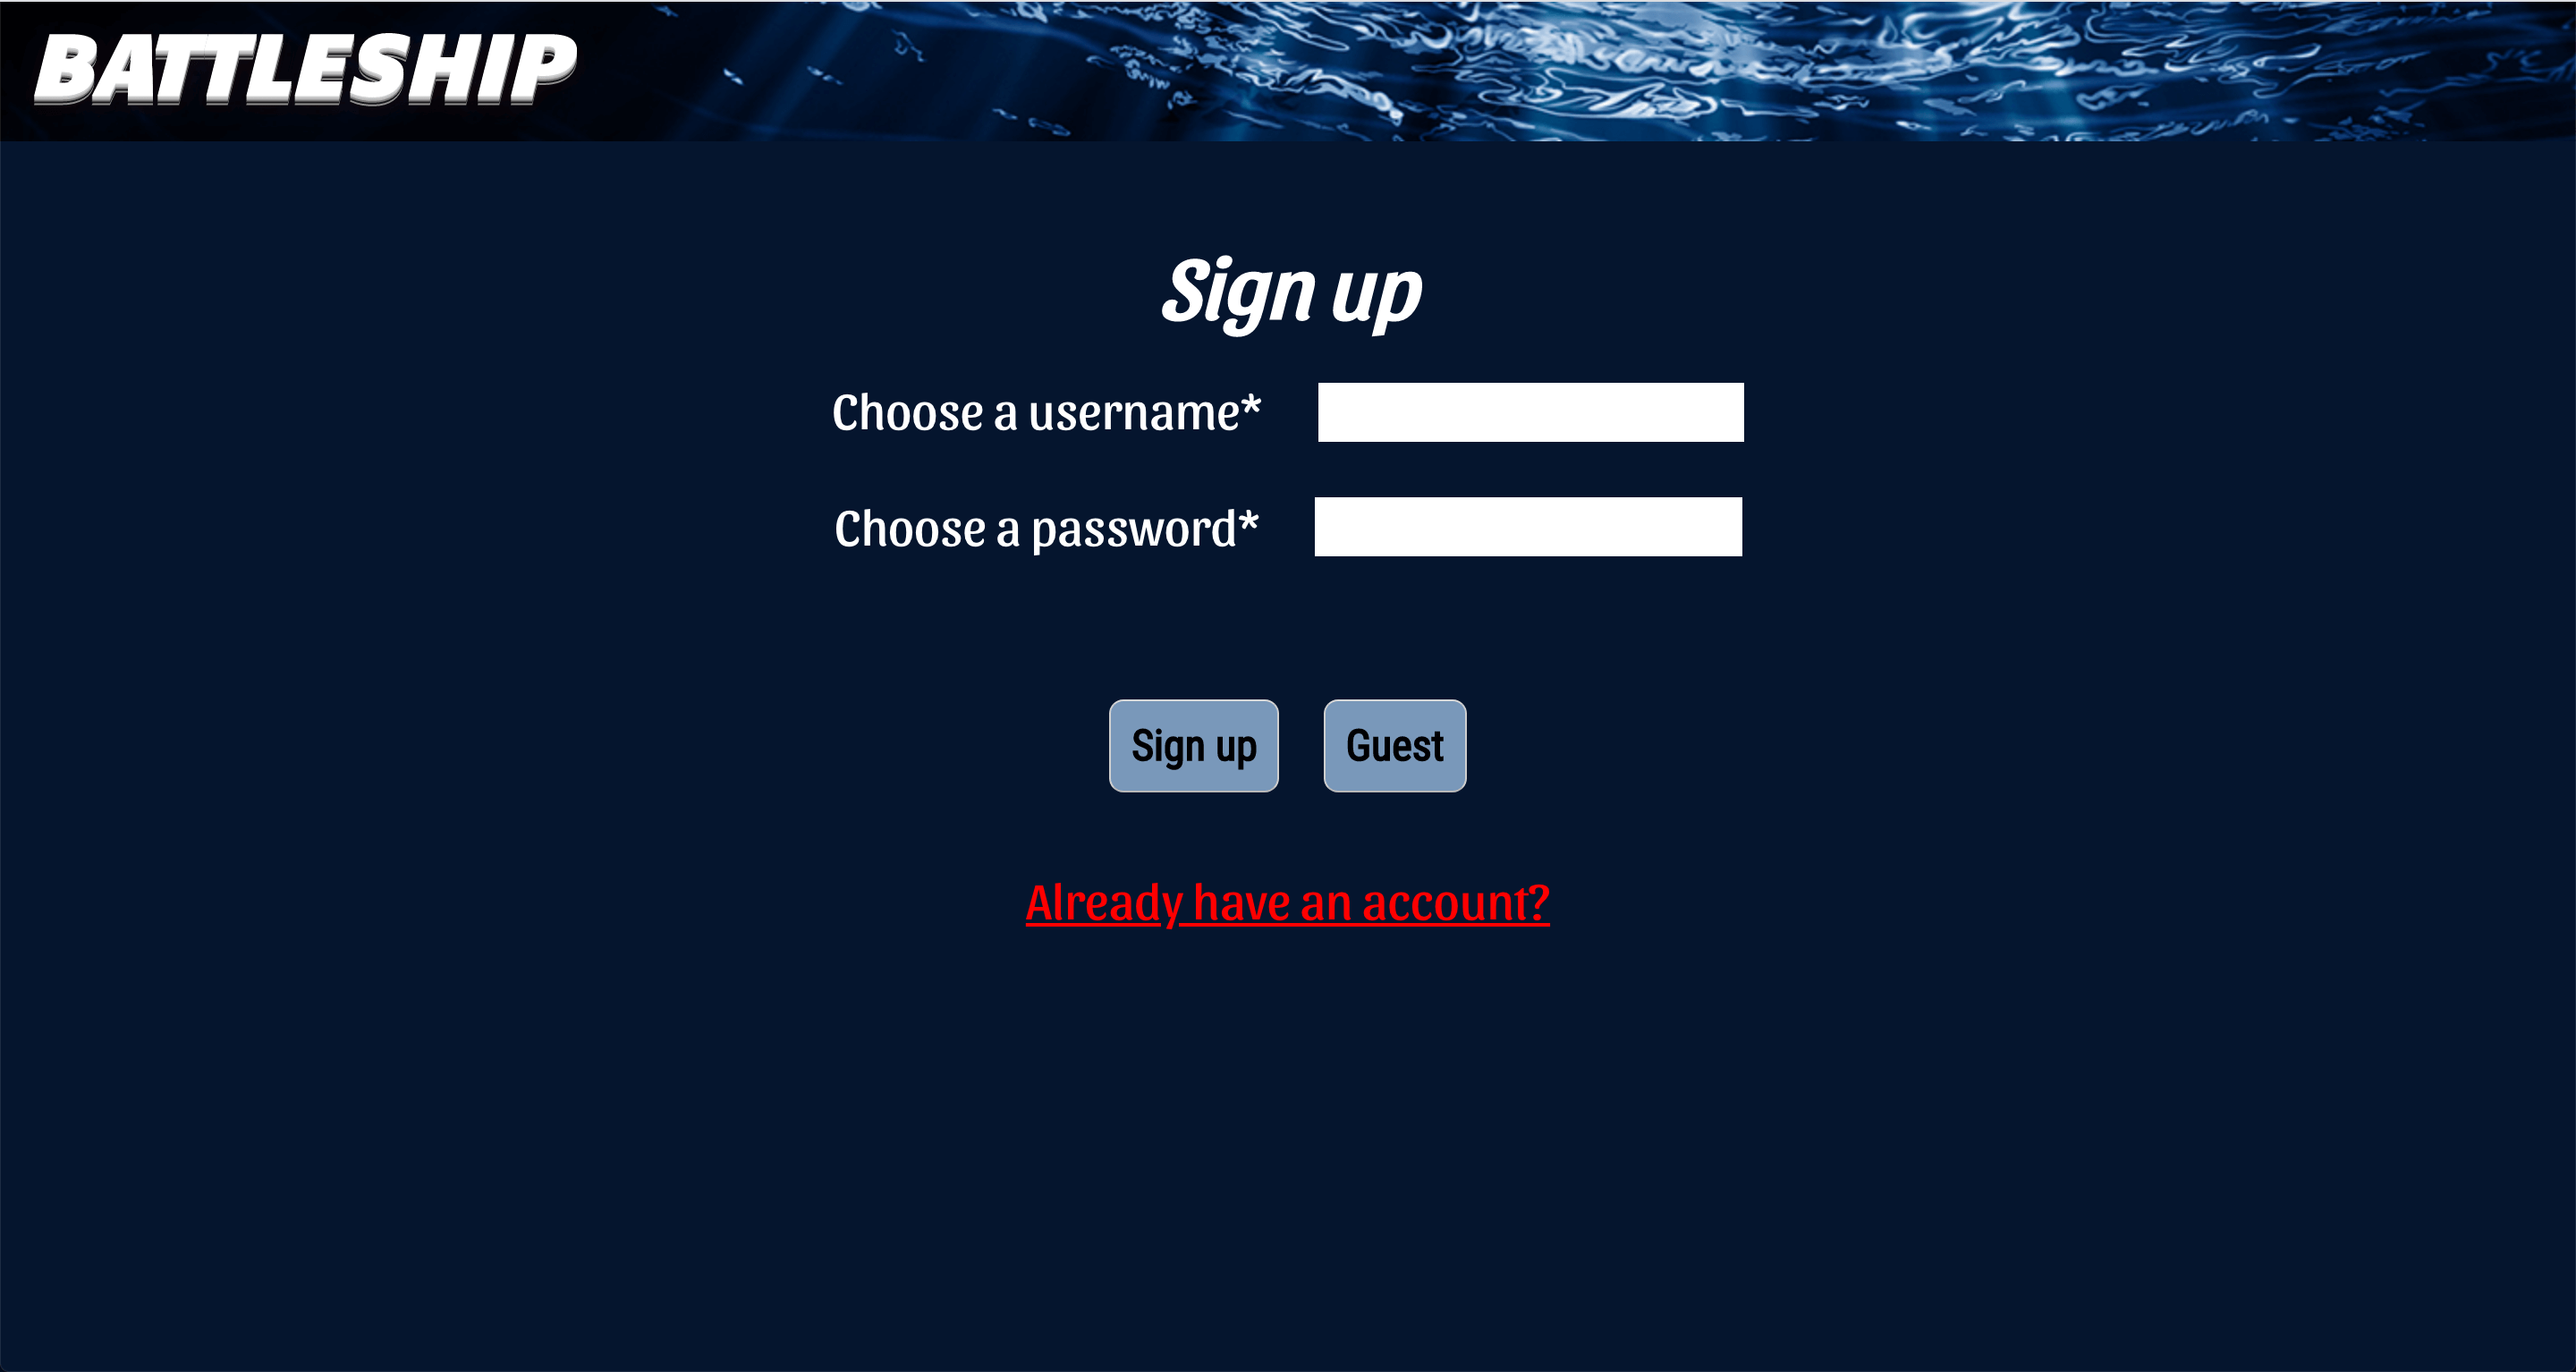 BATTLESHIP
Sign up
Choose a username*
Choose a password*
Sign up Guest
Already have an account?